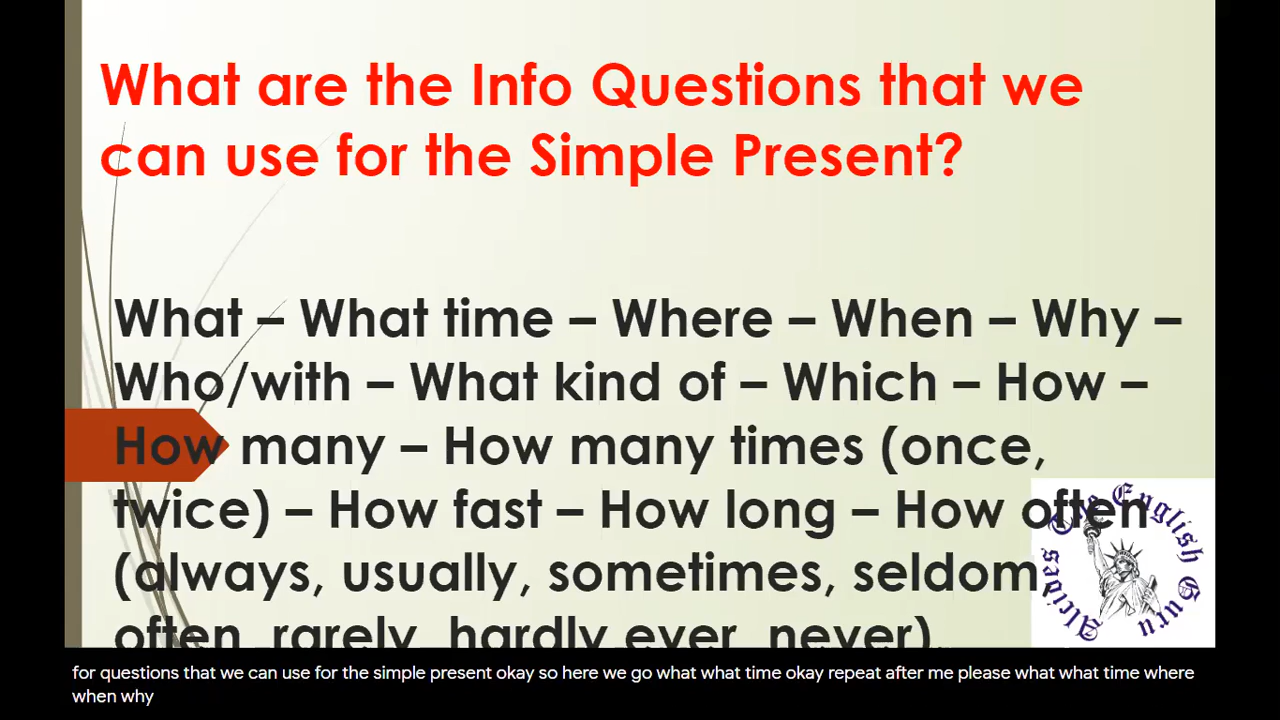 What are the Info Questions that we
can use for the Simple Present?
What – What time – Where – When – Why –
Who/with – What kind of – Which – How –
How many – How many times (once,
twice) – How fast – How long – How often
(always, usually, sometimes, seldom,
often, rarely, hardly ever, never).
Alcides The English Guru
for questions that we can use for the simple present okay so here we go what what time okay repeat after me please what what time where
when why